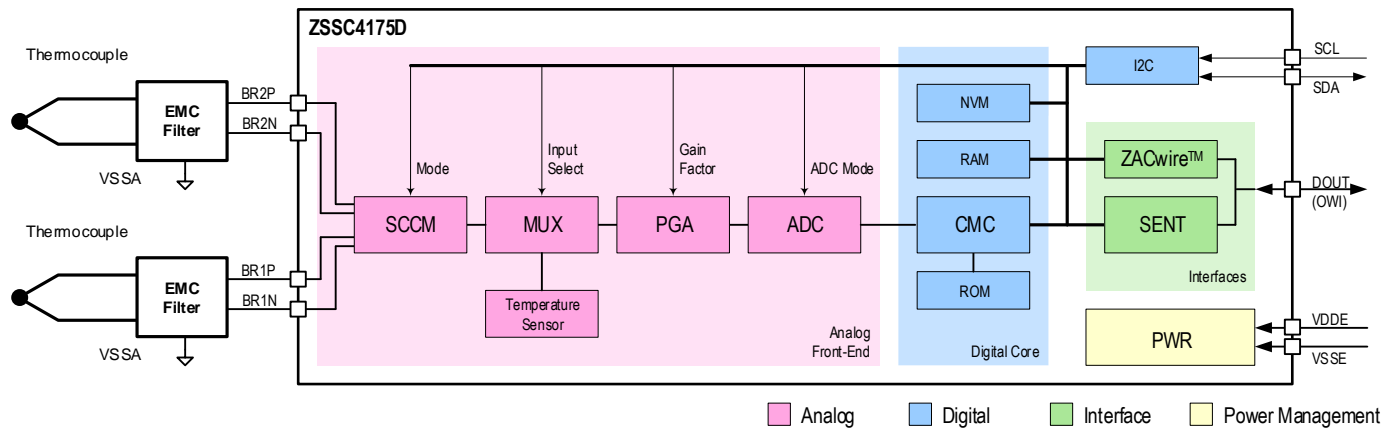 ZSSC4175D
Thermocouple
EMC
Filter
BR2P
BR2N
VSSA
Thermocouple
EMC
Filter
BR1P
BR1N
VSSA
Mode
Input
Select
Gain
Factor
ADC Mode
SCCM
MUX
PGA
ADC
Temperature
Sensor
Analog
Front-End
NVM
RAM
CMC
ROM
Digital Core
I2C
ZACwire™
SENT
Interfaces
PWR
SCL
SDA
DOUT
(OWI)
VDDE
VSSE
Analog
Digital
Interface
Power Management